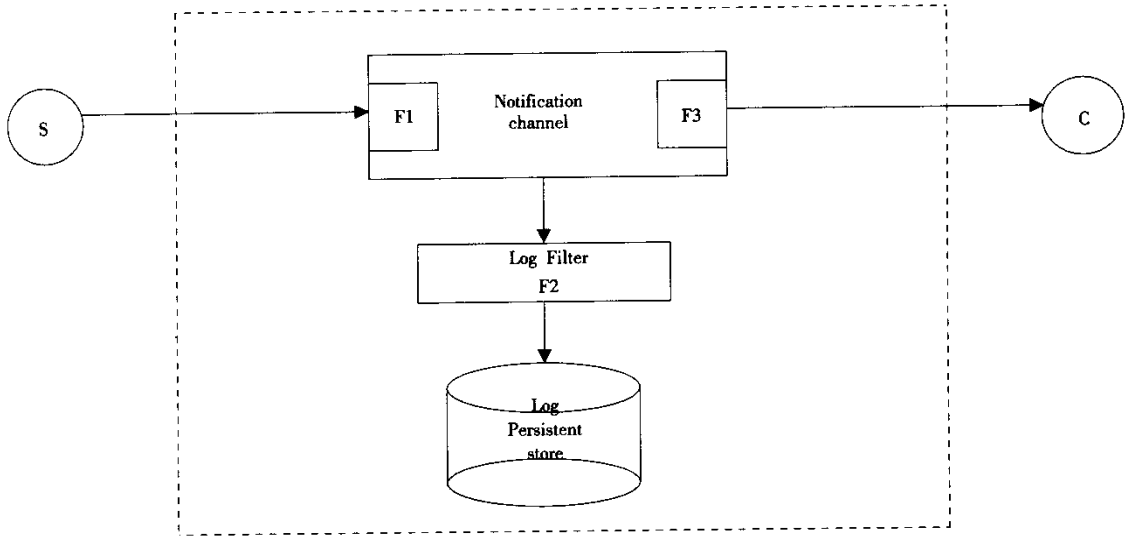 S
F1
Notification
channel
F3
C
Log Filter
F2
Log
Persistent
store